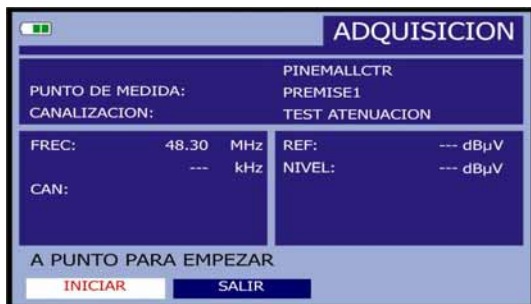 ADQUISICION
PINEMALLCTR
PUNTO DE MEDIDA: PREMISE1
CANALIZACION: TEST ATENUACION
FREC: 48.30 MHz
--- kHz
CAN:
REF: --- dBµV
NIVEL: --- dBµV
A PUNTO PARA EMPEZAR
INICIAR SALIR